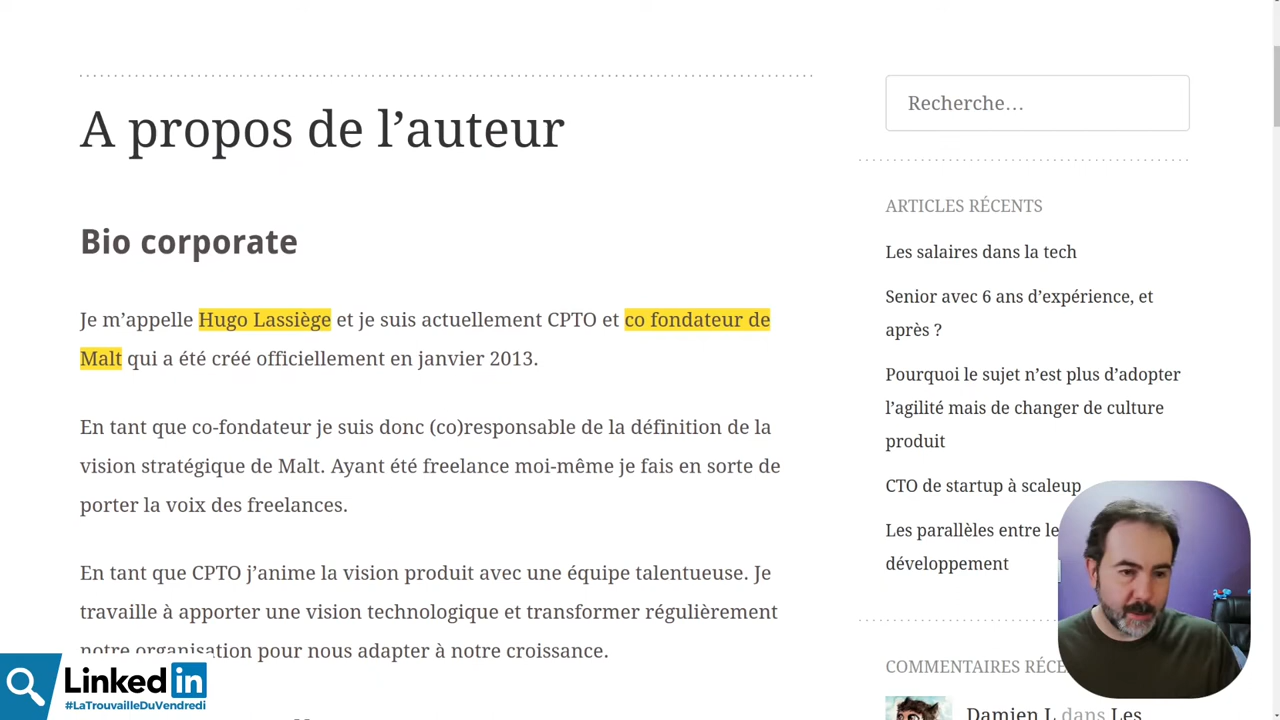 A propos de l’auteur
Bio corporate
Je m’appelle Hugo Lassiège et je suis actuellement CPTO et co fondateur de
Malt qui a été créé officiellement en janvier 2013.
En tant que co-fondateur je suis donc (co)responsable de la définition de la
vision stratégique de Malt. Ayant été freelance moi-même je fais en sorte de
porter la voix des freelances.
En tant que CPTO j’anime la vision produit avec une équipe talentueuse. Je
travaille à apporter une vision technologique et transformer régulièrement
notre organisation pour nous adapter à notre croissance.
Recherche…
ARTICLES RÉCENTS
Les salaires dans la tech
Senior avec 6 ans d’expérience, et
après ?
Pourquoi le sujet n’est plus d’adopter
l’agilité mais de changer de culture
produit
CTO de startup à scaleup
Les parallèles entre le
développement
COMMENTAIRES RÉCE
Damien L dans Les
Linked in
#LaTrouvailleDuVendredi